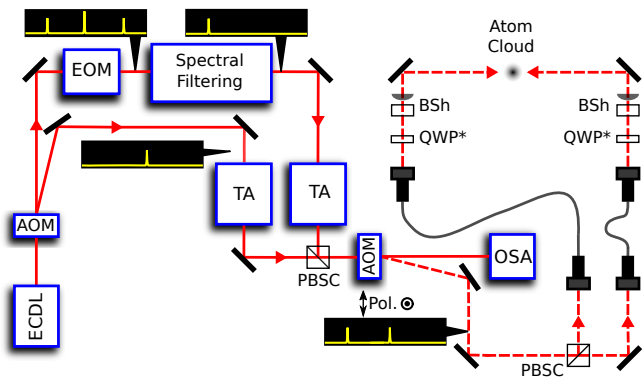 Atom
Cloud
EOM
Spectral
Filtering
BSh
BSh
QWP*
QWP*
TA
TA
AOM
AOM
OSA
PBSC
ECDL
Pol.
PBSC